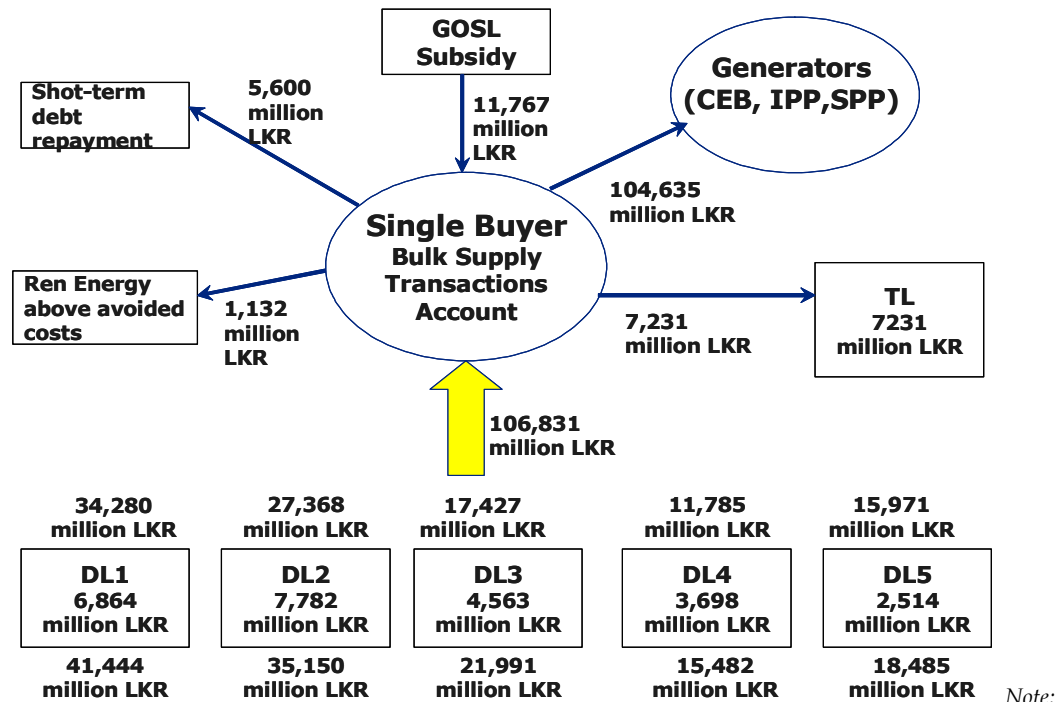 GOSL
Subsidy
Generators
(CEB, IPP,SPP)
Shot-term
debt
repayment
5,600
million
LKR
11,767
million
LKR
104,635
million LKR
Single Buyer
Bulk Supply
Transactions
Account
Ren Energy
above avoided
costs
1,132
million
LKR
7,231
million LKR
TL
7231
million LKR
106,831
million LKR
34,280
million LKR
27,368
million LKR
17,427
million LKR
11,785
million LKR
15,971
million LKR
DL1
6,864
million LKR
DL2
7,782
million LKR
DL3
4,563
million LKR
DL4
3,698
million LKR
DL5
2,514
million LKR
41,444
million LKR
35,150
million LKR
21,991
million LKR
15,482
million LKR
18,485
million LKR
Note: